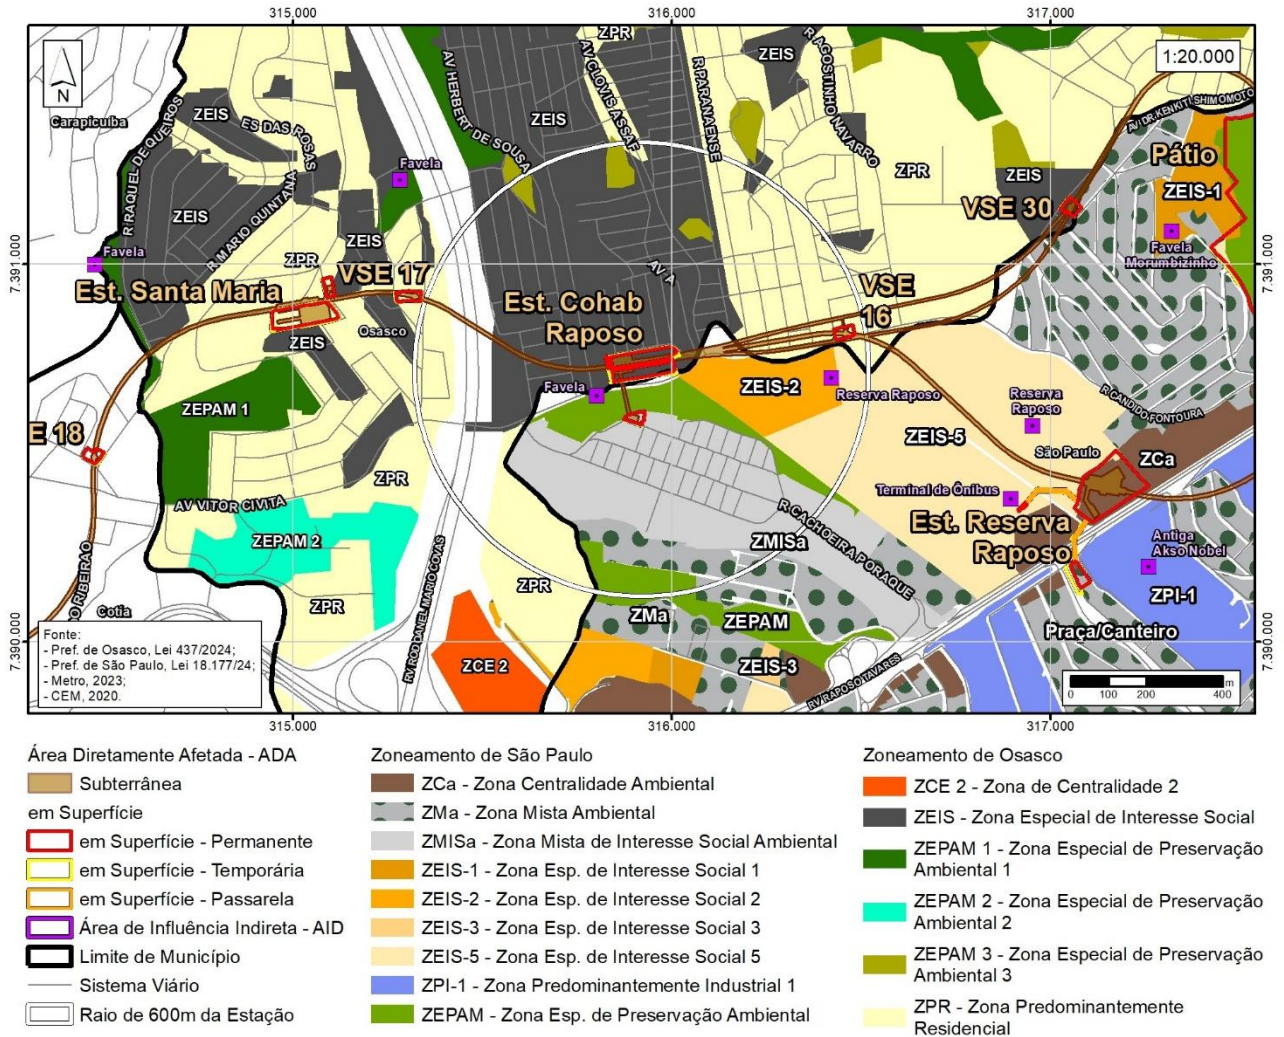 315.000
316.000
317.000
1:20.000
N
Carapicuíba
R RAQUEL DE QUEIRÓS
ZEIS
ES DAS ROSAS
ZEIS
R. MARIO QUINTANA
ZPR
ZEIS
Favela
Favela
AV HERBERT DE SOUSA
ZEIS
ZPR
AV CLOVIS ASSAF
R PARANAENSE
ZEIS
R AGOSTINHO NAVARRO
ZPR
ZEIS
AV DR KENKITI SHIMOMOTO
Pátio
ZEIS-1
VSE 30
Favela
Morumbizinho
7.391.000
7.391.000
Est. Santa Maria
VSE 17
Osasco
ZEIS
AV A
Est. Cohab
Raposo
VSE
16
Favela
ZEIS-2
Reserva Raposo
Reserva
Raposo
R CANDIDO FONTOURA
ZEIS-5
São Paulo
ZCa
ZEPAM 1
E 18
ZPR
AV VITOR CIVITA
ZEPAM 2
ZPR
Terminal de Ônibus
Est. Reserva
Raposo
Antiga
Akso Nobel
ZPI-1
R CACHOEIRA PORAQUE
ZMISa
ZPR
ZMa
ZEPAM
Praça/Canteiro
ZEIS-3
RV RAPOSO TAVARES
RV RODOANEL MARIO COVAS
ZCE 2
DO RIBEIRÃO
Cotia
7.390.000
7.390.000
Fonte:
- Pref. de Osasco, Lei 437/2024;
- Pref. de São Paulo, Lei 18.177/24;
- Metro, 2023;
- CEM, 2020.
0 100 200 400 m
315.000
316.000
317.000
Área Diretamente Afetada - ADA
Subterrânea
em Superfície
em Superfície - Permanente
em Superfície - Temporária
em Superfície - Passarela
Área de Influência Indireta - AID
Limite de Município
Sistema Viário
Raio de 600m da Estação
Zoneamento de São Paulo
ZCa - Zona Centralidade Ambiental
ZMa - Zona Mista Ambiental
ZMISa - Zona Mista de Interesse Social Ambiental
ZEIS-1 - Zona Esp. de Interesse Social 1
ZEIS-2 - Zona Esp. de Interesse Social 2
ZEIS-3 - Zona Esp. de Interesse Social 3
ZEIS-5 - Zona Esp. de Interesse Social 5
ZPI-1 - Zona Predominantemente Industrial 1
ZEPAM - Zona Esp. de Preservação Ambiental
Zoneamento de Osasco
ZCE 2 - Zona de Centralidade 2
ZEIS - Zona Especial de Interesse Social
ZEPAM 1 - Zona Especial de Preservação
Ambiental 1
ZEPAM 2 - Zona Especial de Preservação
Ambiental 2
ZEPAM 3 - Zona Especial de Preservação
Ambiental 3
ZPR - Zona Predominantemente
Residencial